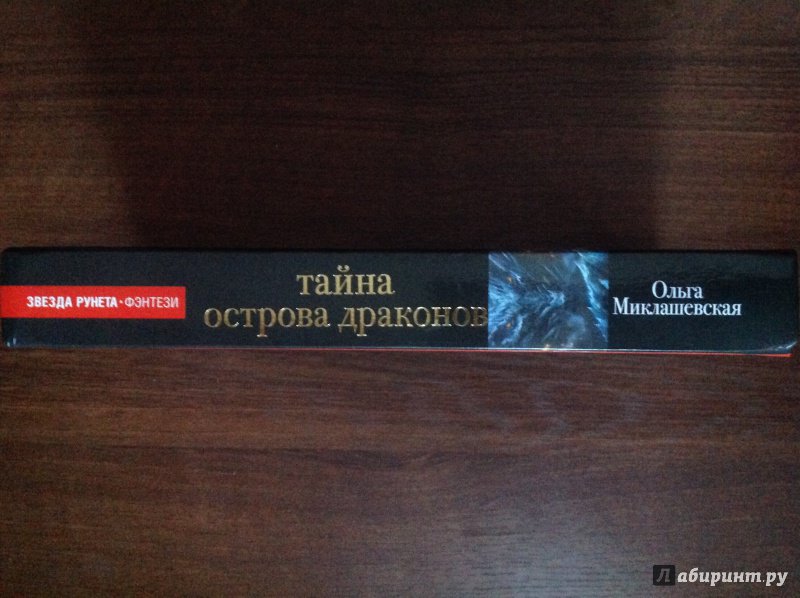 ЗВЕЗДА РУНЕТА • ФЭНТЕЗИ
тайна
острова драконов
Ольга
Миклашевская
Лабиринт.ру